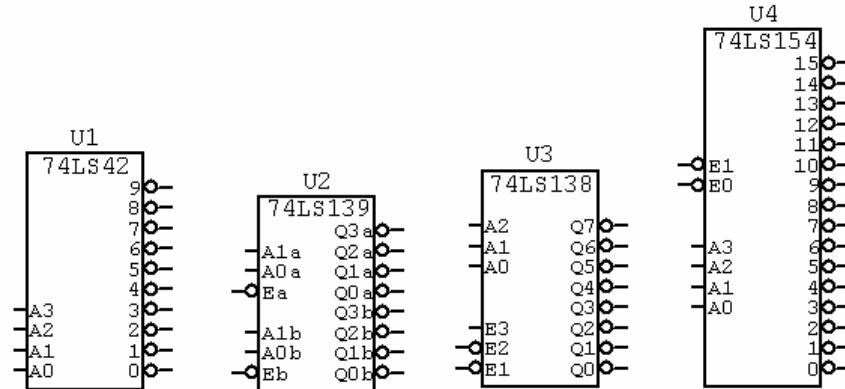 U1
74LS42
9
8
7
6
5
4
A3 3
A2 2
A1 1
A0 0
U2
74LS139
Q3a
A1a Q2a
A0a Q1a
Ea Q0a
Q3b
A1b Q2b
A0b Q1b
Eb Q0b
U3
74LS138
A2 Q7
A1 Q6
A0 Q5
Q4
Q3
E3 Q2
E2 Q1
E1 Q0
U4
74LS154
15
14
13
12
11
E1 10
E0 9
8
7
A3 6
A2 5
A1 4
A0 3
2
1
0